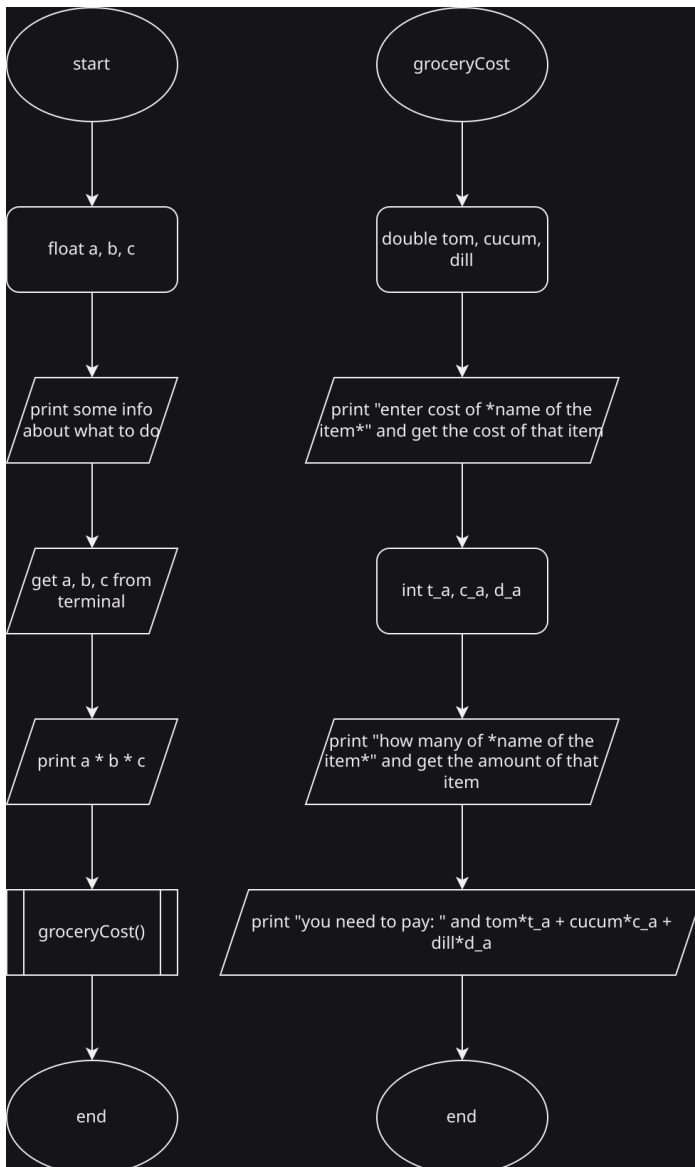 start
float a, b, c
print some info
about what to do
get a, b, c from
terminal
print a * b * c
groceryCost()
end
groceryCost
double tom, cucum,
dill
print "enter cost of *name of the
item*" and get the cost of that item
int t_a, c_a, d_a
print "how many of *name of the
item*" and get the amount of that
item
print "you need to pay: " and tom*t_a + cucum*c_a +
dill*d_a
end